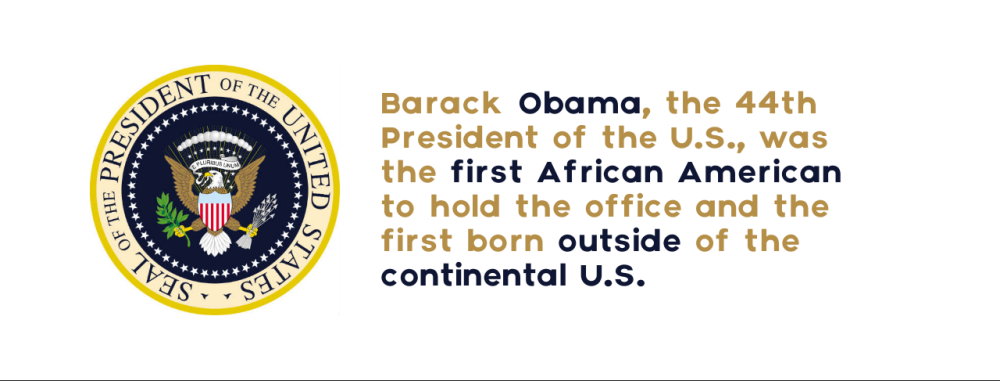 SEAL OF THE PRESIDENT OF THE UNITED STATES
E PLURIBUS UNUM
Barack Obama, the 44th
President of the U.S., was
the first African American
to hold the office and the
first born outside of the
continental U.S.